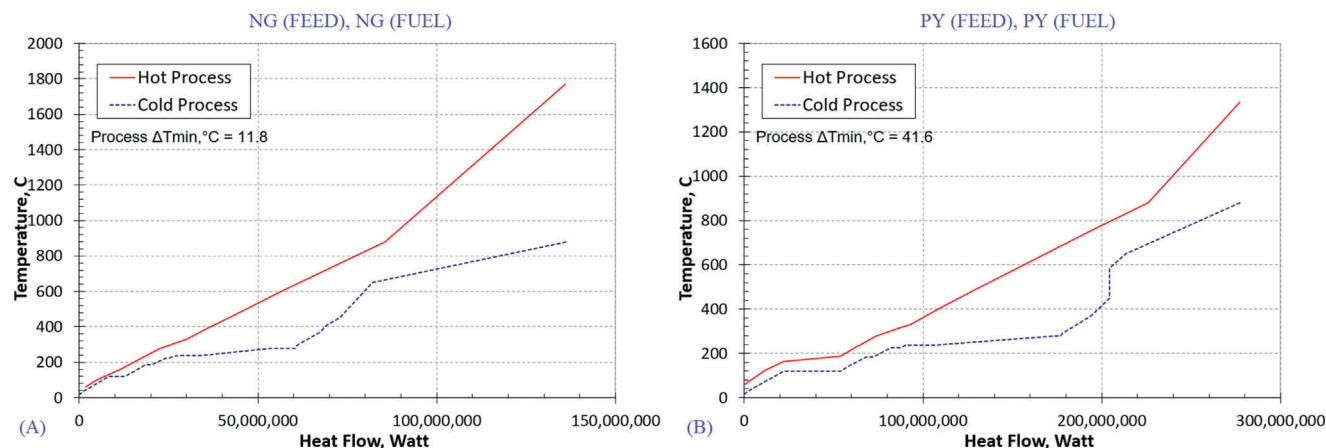 NG (FEED), NG (FUEL)
2000
1800
1600
1400
1200
1000
800
600
400
200
0
Temperature, C
Hot Process
Cold Process
Process ΔTmin,°C = 11.8
0
50,000,000
100,000,000
150,000,000
Heat Flow, Watt
(A)
PY (FEED), PY (FUEL)
1600
1400
1200
1000
800
600
400
200
0
Temperature, C
Hot Process
Cold Process
Process ΔTmin,°C = 41.6
0
100,000,000
200,000,000
300,000,000
Heat Flow, Watt
(B)